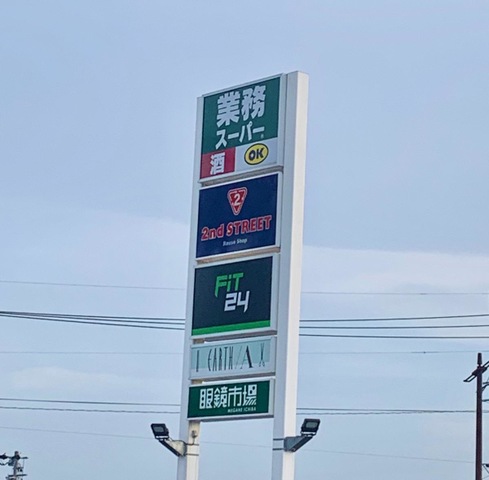 業務
スーパー
酒 OK
2
2nd STREET
Reuse Shop
FiT
24
EARTH
眼鏡市場
MEGANE ICHIBA